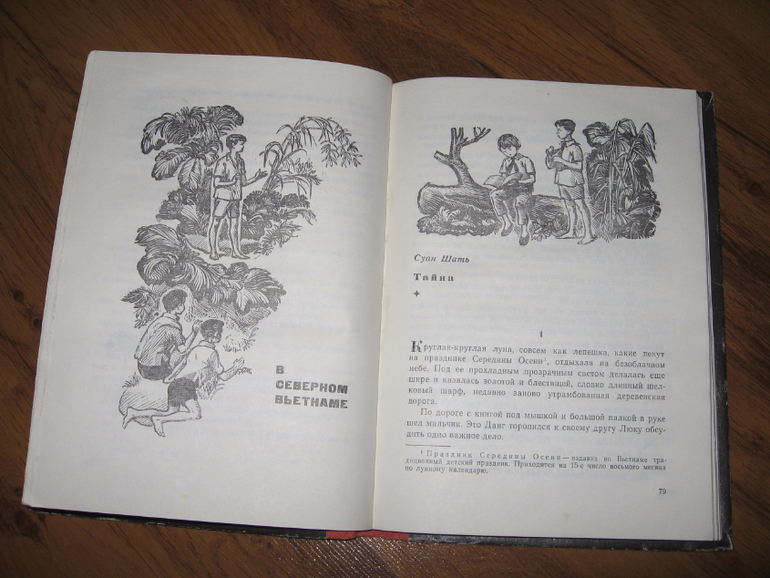 В
СЕВЕРНОМ
ВЬЕТНАМЕ
Суан Шать
Тайна
1
Круглая-круглая луна, совсем как лепешка, какие пекут
на празднике Середины Осени¹, отдыхала на безоблачном
небе. Под ее прохладным прозрачным светом делалась еще
шире и казалась золотой и блестящей, словно длинный шел-
ковый шарф, недавно заново утрамбованная деревенская
дорога.
По дороге с книгой под мышкой и большой палкой в руке
шел мальчик. Это Данг торопился к своему другу Люку обсу-
дить одно важное дело.
¹ Праздник Середины Осени — издавна во Вьетнаме тра-
диционный детский праздник. Приходится на 15-е число восьмого месяца
по лунному календарю.
79